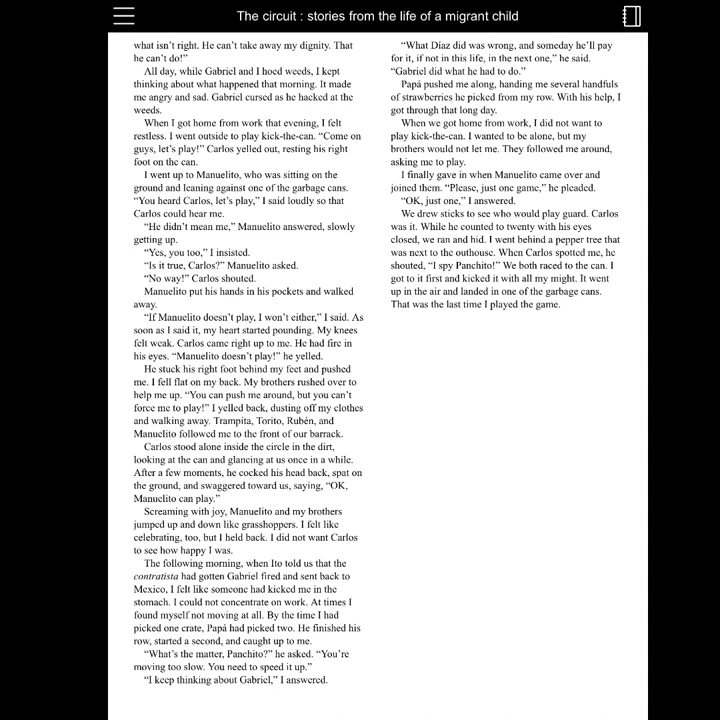 The circuit : stories from the life of a migrant child
what isn't right. He can't take away my dignity. That
he can't do!”
All day, while Gabriel and I hoed weeds, I kept
thinking about what happened that morning. It made
me angry and sad. Gabriel cursed as he hacked at the
weeds.
When I got home from work that evening, I felt
restless. I went outside to play kick-the-can. “Come on
guys, let's play!” Carlos yelled out, resting his right
foot on the can.
I went up to Manuelito, who was sitting on the
ground and leaning against one of the garbage cans.
“You heard Carlos, let's play,” I said loudly so that
Carlos could hear me.
“He didn't mean me,” Manuelito answered, slowly
getting up.
“Yes, you too,” I insisted.
“Is it true, Carlos?” Manuelito asked.
“No way!” Carlos shouted.
Manuelito put his hands in his pockets and walked
away.
“If Manuelito doesn't play, I won't either,” I said. As
soon as I said it, my heart started pounding. My knees
felt weak. Carlos came right up to me. He had fire in
his eyes. “Manuelito doesn't play!” he yelled.
He stuck his right foot behind my feet and pushed
me. I fell flat on my back. My brothers rushed over to
help me up. “You can push me around, but you can't
force me to play!” I yelled back, dusting off my clothes
and walking away. Trampita, Torito, Rubén, and
Manuelito followed me to the front of our barrack.
Carlos stood alone inside the circle in the dirt,
looking at the can and glancing at us once in a while.
After a few moments, he cocked his head back, spat on
the ground, and swaggered toward us, saying, “OK,
Manuelito can play.”
Screaming with joy, Manuelito and my brothers
jumped up and down like grasshoppers. I felt like
celebrating, too, but I held back. I did not want Carlos
to see how happy I was.
The following morning, when Ito told us that the
contratista had gotten Gabriel fired and sent back to
Mexico, I felt like someone had kicked me in the
stomach. I could not concentrate on work. At times I
found myself not moving at all. By the time I had
picked one crate, Papá had picked two. He finished his
row, started a second, and caught up to me.
“What's the matter, Panchito?” he asked. “You're
moving too slow. You need to speed it up.”
“I keep thinking about Gabriel,” I answered.
“What Díaz did was wrong, and someday he'll pay
for it, if not in this life, in the next one,” he said.
“Gabriel did what he had to do.”
Papá pushed me along, handing me several handfuls
of strawberries he picked from my row. With his help, I
got through that long day.
When we got home from work, I did not want to
play kick-the-can. I wanted to be alone, but my
brothers would not let me. They followed me around,
asking me to play.
I finally gave in when Manuelito came over and
joined them. “Please, just one game,” he pleaded.
“OK, just one,” I answered.
We drew sticks to see who would play guard. Carlos
was it. While he counted to twenty with his eyes
closed, we ran and hid. I went behind a pepper tree that
was next to the outhouse. When Carlos spotted me, he
shouted, “I spy Panchito!” We both raced to the can. I
got to it first and kicked it with all my might. It went
up in the air and landed in one of the garbage cans.
That was the last time I played the game.